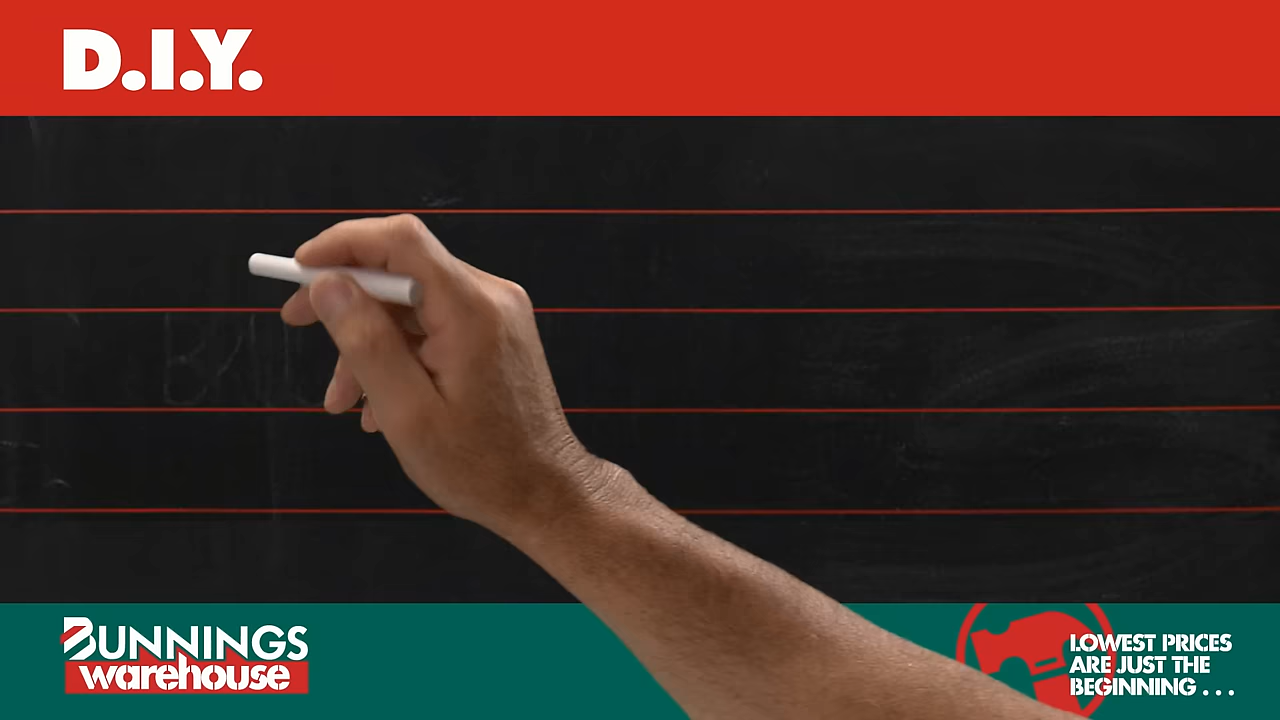 D.I.Y.
BUNNINGS
warehouse
LOWEST PRICES
ARE JUST THE
BEGINNING...